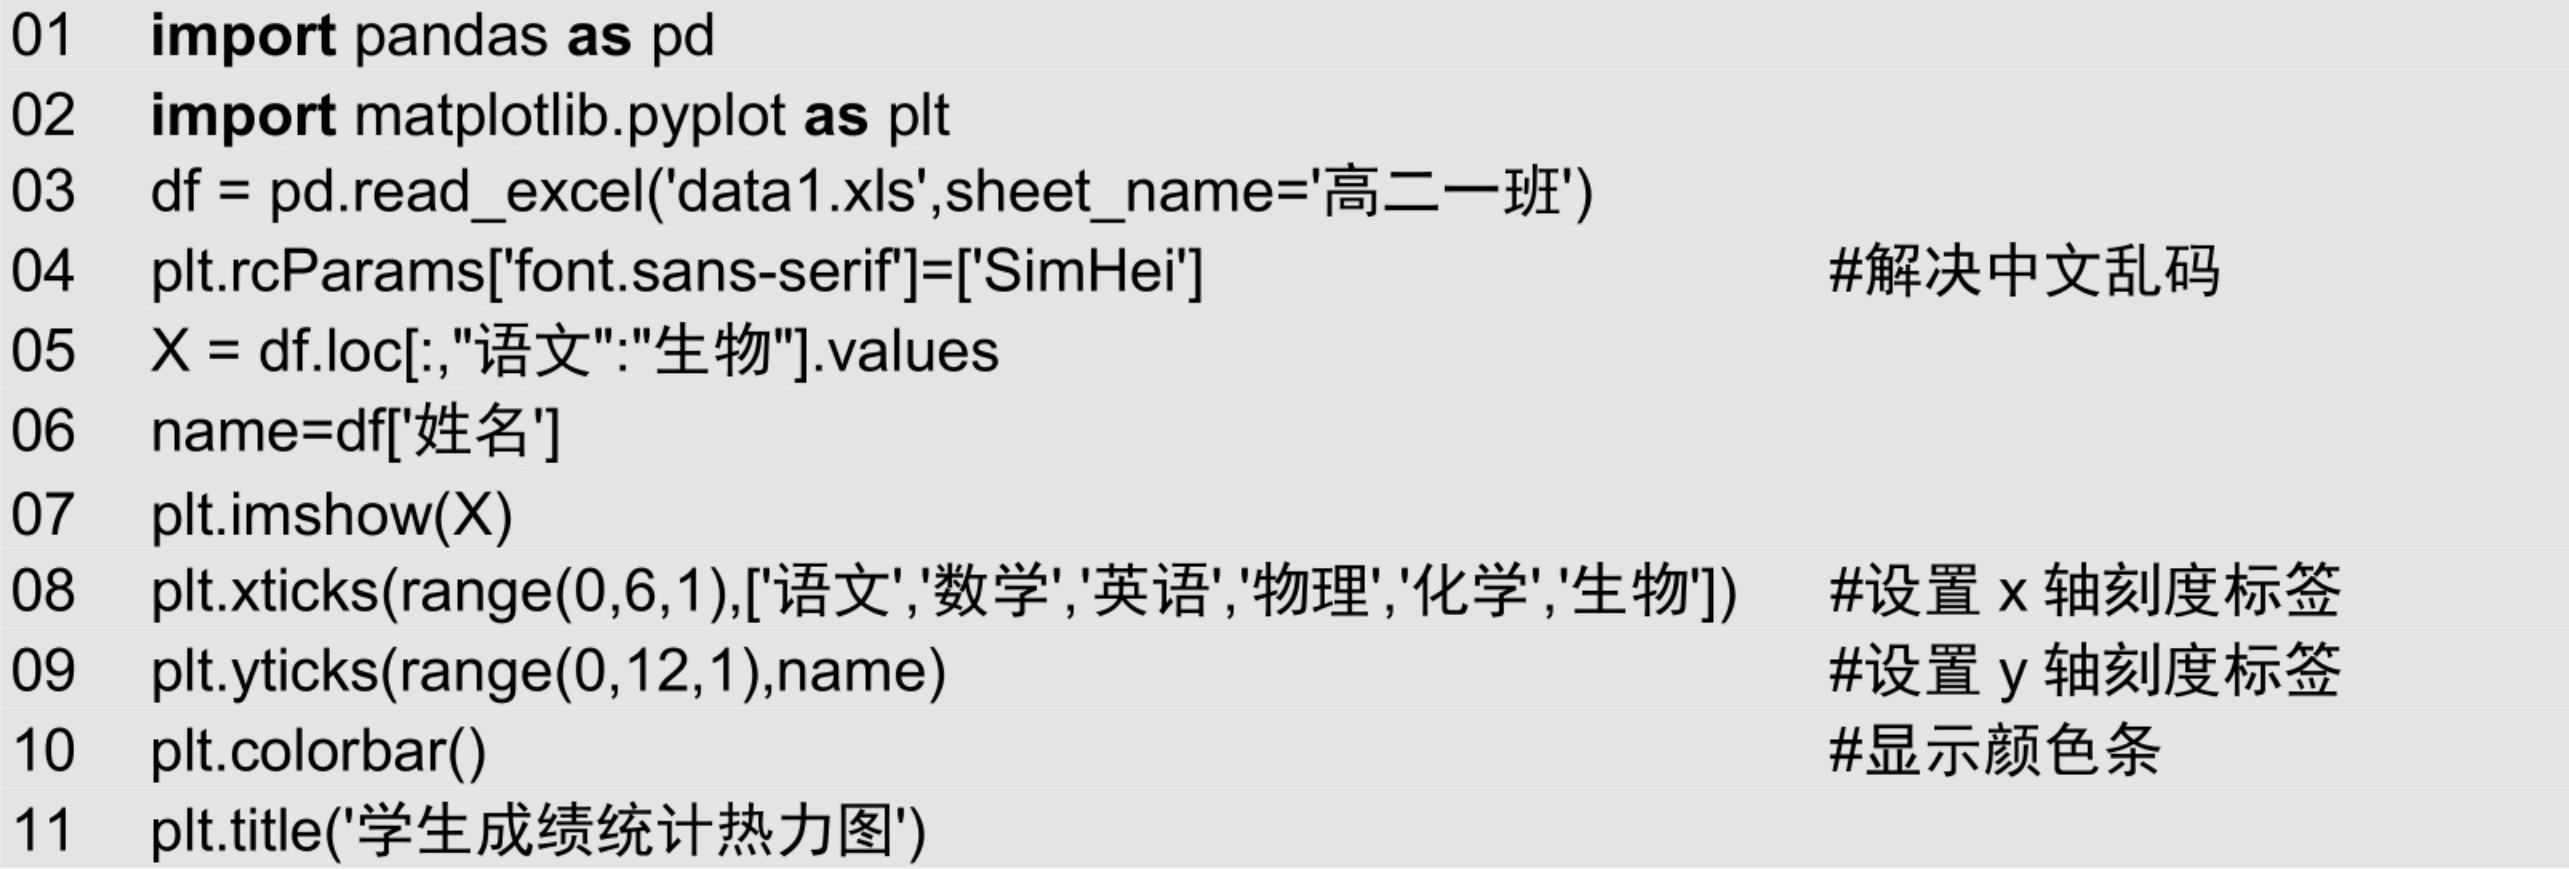 01 import pandas as pd
02 import matplotlib.pyplot as plt
03 df = pd.read_excel('data1.xls',sheet_name='高二一班')
04 plt.rcParams['font.sans-serif']=['SimHei'] #解决中文乱码
05 X = df.loc[:,"语文":"生物"].values
06 name=df['姓名']
07 plt.imshow(X)
08 plt.xticks(range(0,6,1),['语文','数学','英语','物理','化学','生物']) #设置 x 轴刻度标签
09 plt.yticks(range(0,12,1),name) #设置 y 轴刻度标签
10 plt.colorbar() #显示颜色条
11 plt.title('学生成绩统计热力图')